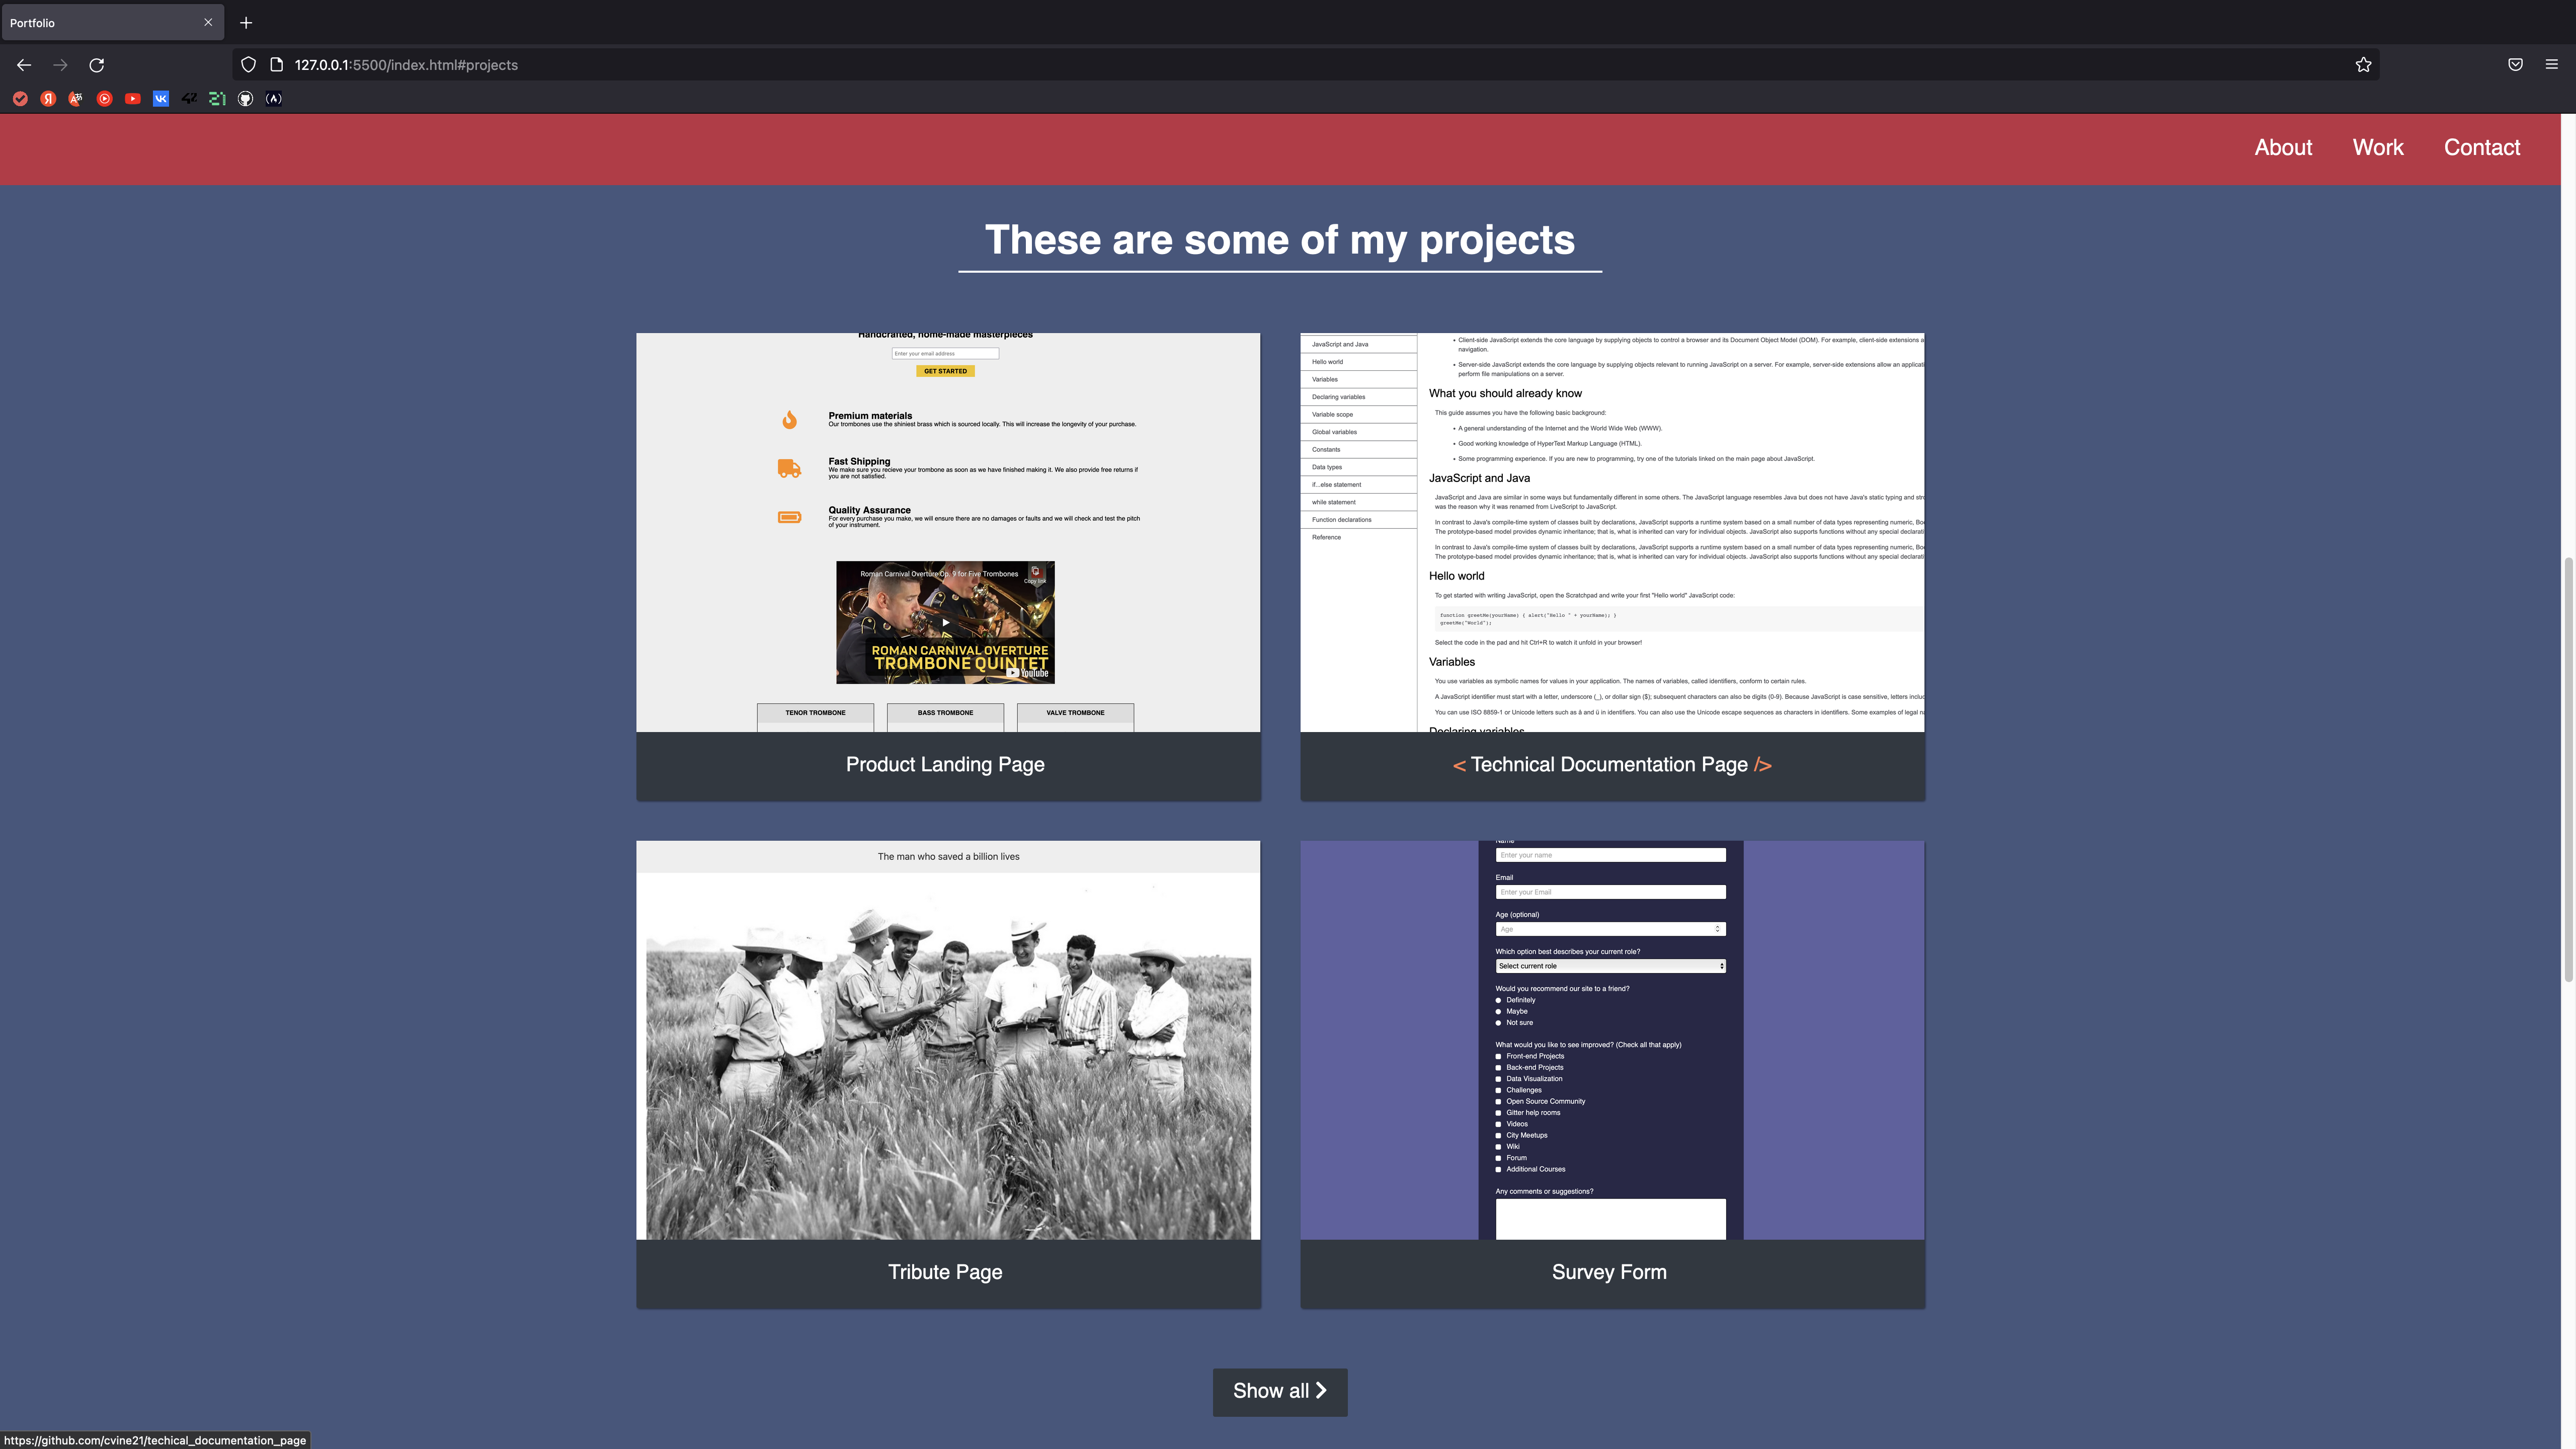 Portfolio
127.0.0.1:5500/index.html#projects
About Work Contact
These are some of my projects
Handcrafted, home-made masterpieces
Enter your email address
GET STARTED
Premium materials
Our trombones use the shiniest brass which is sourced locally. This will increase the longevity of your purchase.
Fast Shipping
We make sure you recieve your trombone as soon as we have finished making it. We also provide free returns if
you are not satisfied.
Quality Assurance
For every purchase you make, we will ensure there are no damages or faults and we will check and test the pitch
of your instrument.
Roman Carnival Overture Op. 9 for Five Trombones
Copy link
ROMAN CARNIVAL OVERTURE
TROMBONE QUINTET
YouTube
TENOR TROMBONE
BASS TROMBONE
VALVE TROMBONE
Product Landing Page
JavaScript and Java
Hello world
Variables
Declaring variables
Variable scope
Global variables
Constants
Data types
if...else statement
while statement
Function declarations
Reference
• Client-side JavaScript extends the core language by supplying objects to control a browser and its Document Object Model (DOM). For example, client-side extensions a
navigation.
• Server-side JavaScript extends the core language by supplying objects relevant to running JavaScript on a server. For example, server-side extensions allow an applicati
perform file manipulations on a server.
What you should already know
This guide assumes you have the following basic background:
• A general understanding of the Internet and the World Wide Web (WWW).
• Good working knowledge of HyperText Markup Language (HTML).
• Some programming experience. If you are new to programming, try one of the tutorials linked on the main page about JavaScript.
JavaScript and Java
JavaScript and Java are similar in some ways but fundamentally different in some others. The JavaScript language resembles Java but does not have Java's static typing and stro
was the reason why it was renamed from LiveScript to JavaScript.
In contrast to Java's compile-time system of classes built by declarations, JavaScript supports a runtime system based on a small number of data types representing numeric, Boo
The prototype-based model provides dynamic inheritance; that is, what is inherited can vary for individual objects. JavaScript also supports functions without any special declarati
In contrast to Java's compile-time system of classes built by declarations, JavaScript supports a runtime system based on a small number of data types representing numeric, Boo
The prototype-based model provides dynamic inheritance; that is, what is inherited can vary for individual objects. JavaScript also supports functions without any special declarati
Hello world
To get started with writing JavaScript, open the Scratchpad and write your first "Hello world" JavaScript code:
function greetMe(yourName) { alert("Hello " + yourName); }
greetMe("World");
Select the code in the pad and hit Ctrl+R to watch it unfold in your browser!
Variables
You use variables as symbolic names for values in your application. The names of variables, called identifiers, conform to certain rules.
A JavaScript identifier must start with a letter, underscore (_), or dollar sign ($); subsequent characters can also be digits (0-9). Because JavaScript is case sensitive, letters inclu
You can use ISO 8859-1 or Unicode letters such as å and ü in identifiers. You can also use the Unicode escape sequences as characters in identifiers. Some examples of legal na
Declaring variables
< Technical Documentation Page />
The man who saved a billion lives
Tribute Page
Name
Enter your name
Email
Enter your Email
Age (optional)
Age
Which option best describes your current role?
Select current role
Would you recommend our site to a friend?
Definitely
Maybe
Not sure
What would you like to see improved? (Check all that apply)
Front-end Projects
Back-end Projects
Data Visualization
Challenges
Open Source Community
Gitter help rooms
Videos
City Meetups
Wiki
Forum
Additional Courses
Any comments or suggestions?
Survey Form
Show all
https://github.com/cvine21/techical_documentation_page